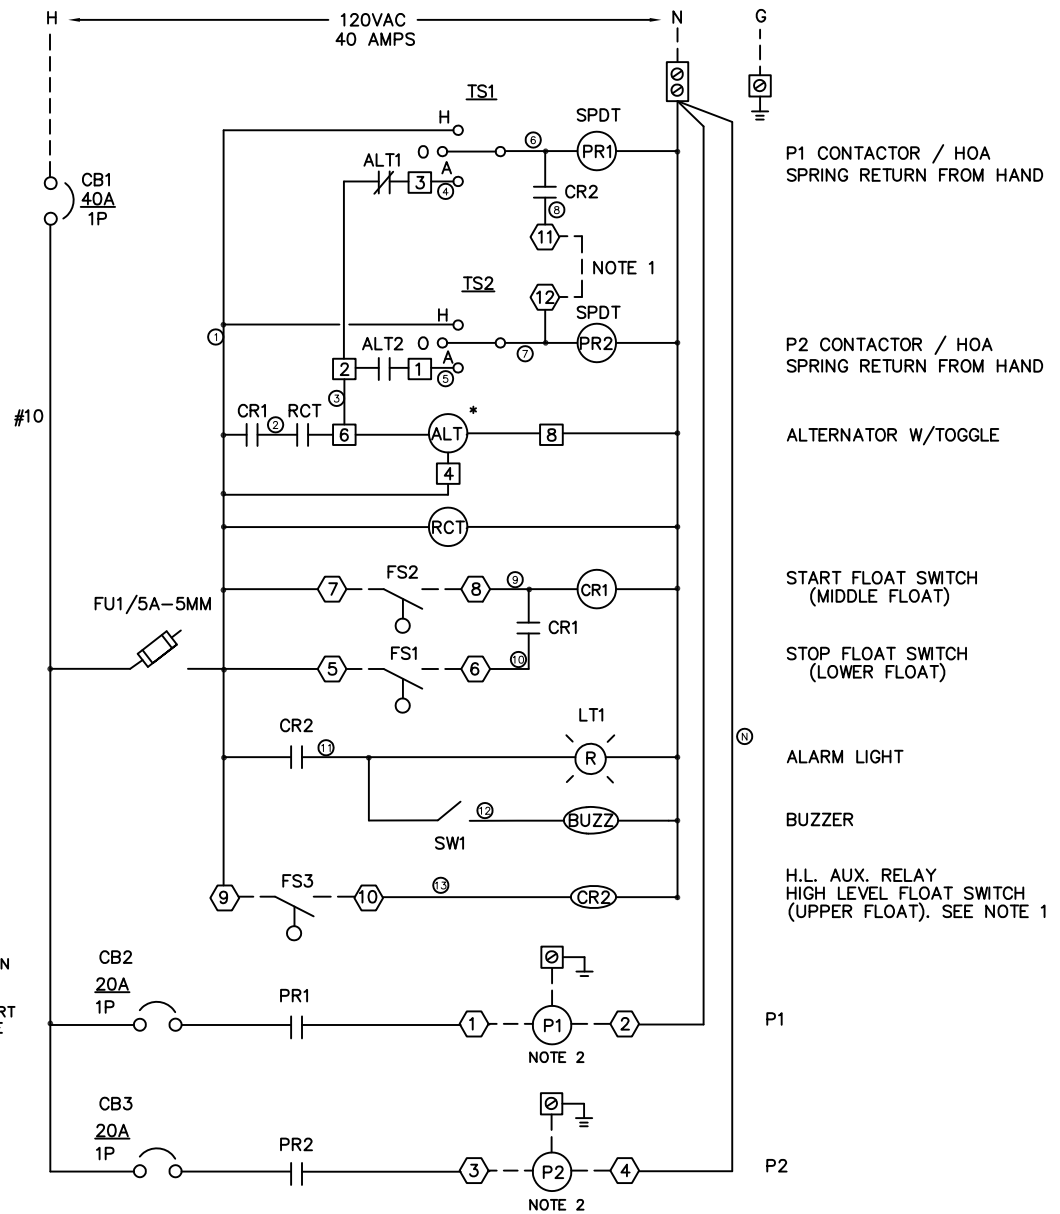 H 120VAC N G
40 AMPS
TS1
SPDT
H
6
CB1
40A
1P
ALT1
O
PR1
P1 CONTACTOR / HOA
SPRING RETURN FROM HAND
3 A
4
CR2
8
11
NOTE 1
TS2
12
SPDT
H
1
ALT2
O
7
PR2
P2 CONTACTOR / HOA
SPRING RETURN FROM HAND
2
1 A
5
3
#10
CR1 2 RCT
6
ALT *
8
ALTERNATOR W/TOGGLE
4
RCT
FU1/5A-5MM
7 FS2 8 9
CR1
START FLOAT SWITCH
(MIDDLE FLOAT)
CR1
5 FS1 6 10
STOP FLOAT SWITCH
(LOWER FLOAT)
CR2
11
LT1
R
N
ALARM LIGHT
SW1
12
BUZZ
BUZZER
9 FS3 10
13
CR2
H.L. AUX. RELAY
HIGH LEVEL FLOAT SWITCH
(UPPER FLOAT). SEE NOTE 1
N
RT
E
CB2
20A
1P
PR1
1 P1 2
P1
NOTE 2
CB3
20A
1P
PR2
3 P2 4
P2
NOTE 2